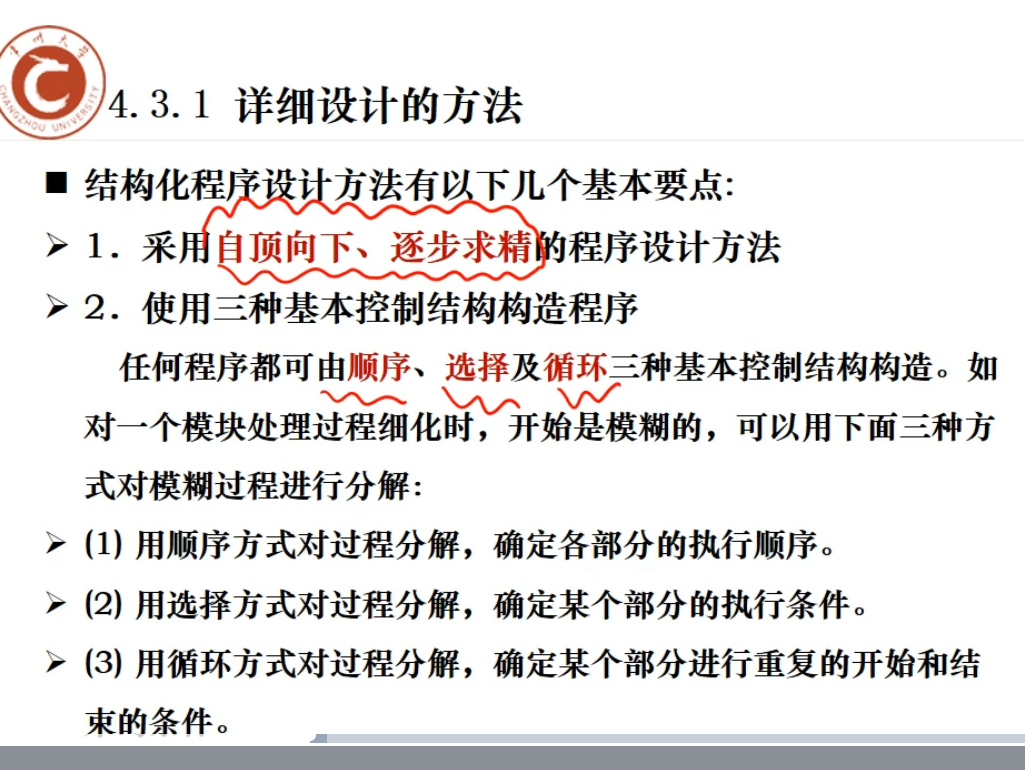 常州大学
CHANGZHOU UNIVERSITY
4.3.1 详细设计的方法
■ 结构化程序设计方法有以下几个基本要点:
➢ 1．采用自顶向下、逐步求精的程序设计方法
➢ 2．使用三种基本控制结构构造程序
任何程序都可由顺序、选择及循环三种基本控制结构构造。如
对一个模块处理过程细化时，开始是模糊的，可以用下面三种方
式对模糊过程进行分解：
➢ (1) 用顺序方式对过程分解，确定各部分的执行顺序。
➢ (2) 用选择方式对过程分解，确定某个部分的执行条件。
➢ (3) 用循环方式对过程分解，确定某个部分进行重复的开始和结
束的条件。